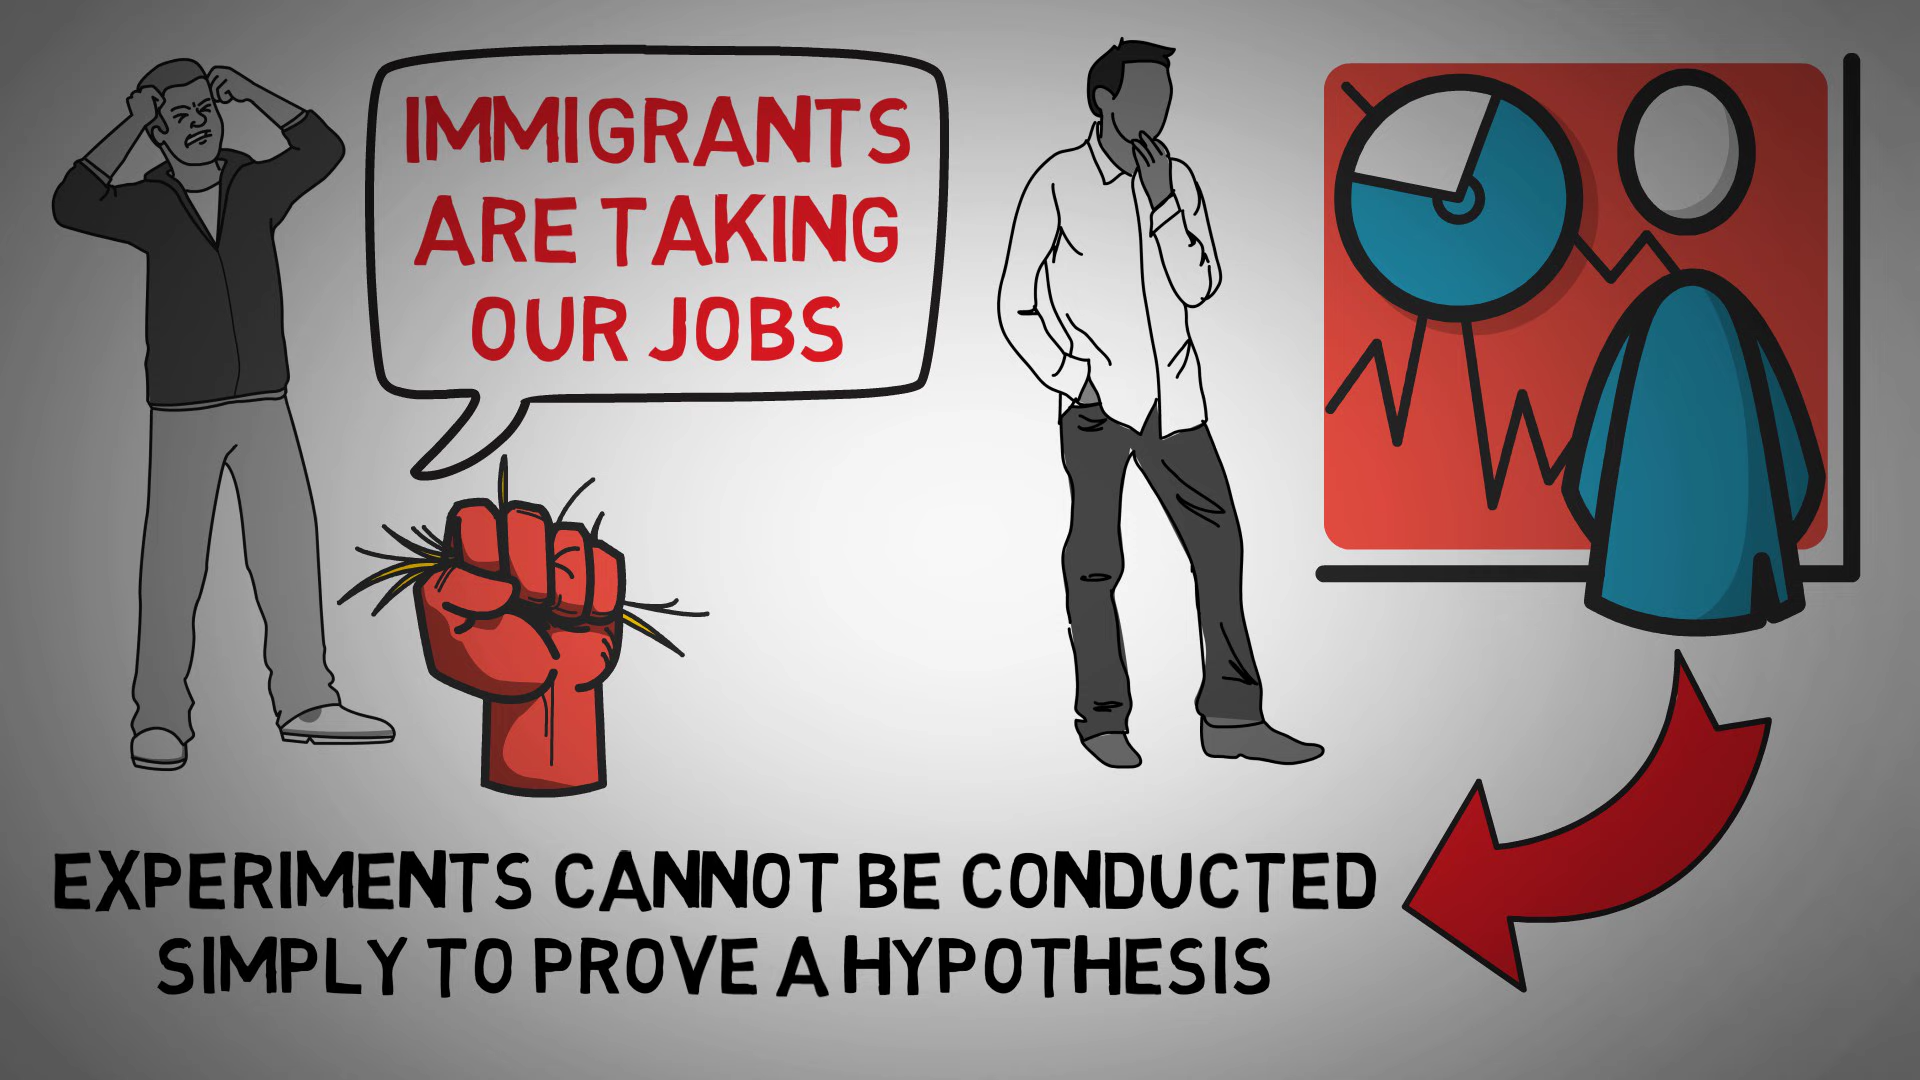 IMMIGRANTS
ARE TAKING
OUR JOBS
EXPERIMENTS CANNOT BE CONDUCTED
SIMPLY TO PROVE A HYPOTHESIS